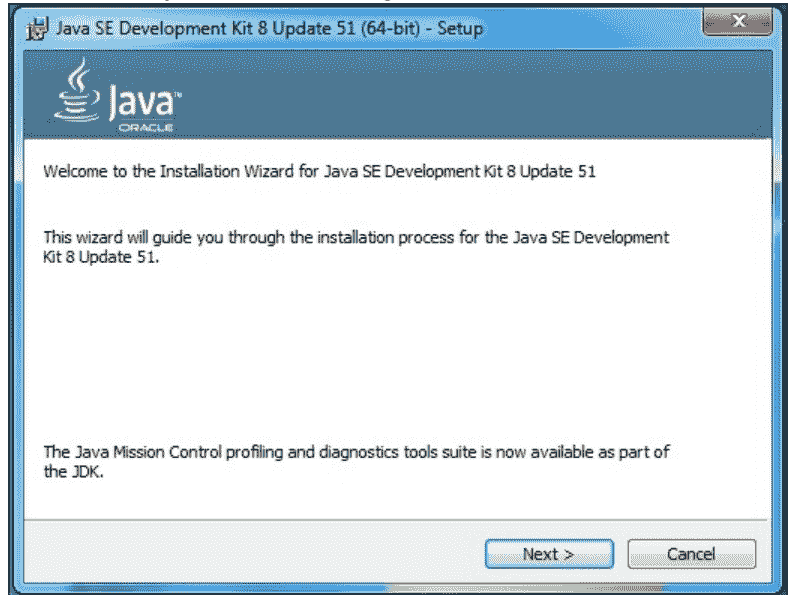 Java SE Development Kit 8 Update 51 (64-bit) - Setup
Java™
ORACLE
Welcome to the Installation Wizard for Java SE Development Kit 8 Update 51
This wizard will guide you through the installation process for the Java SE Development
Kit 8 Update 51.
The Java Mission Control profiling and diagnostics tools suite is now available as part of
the JDK.
Next >
Cancel